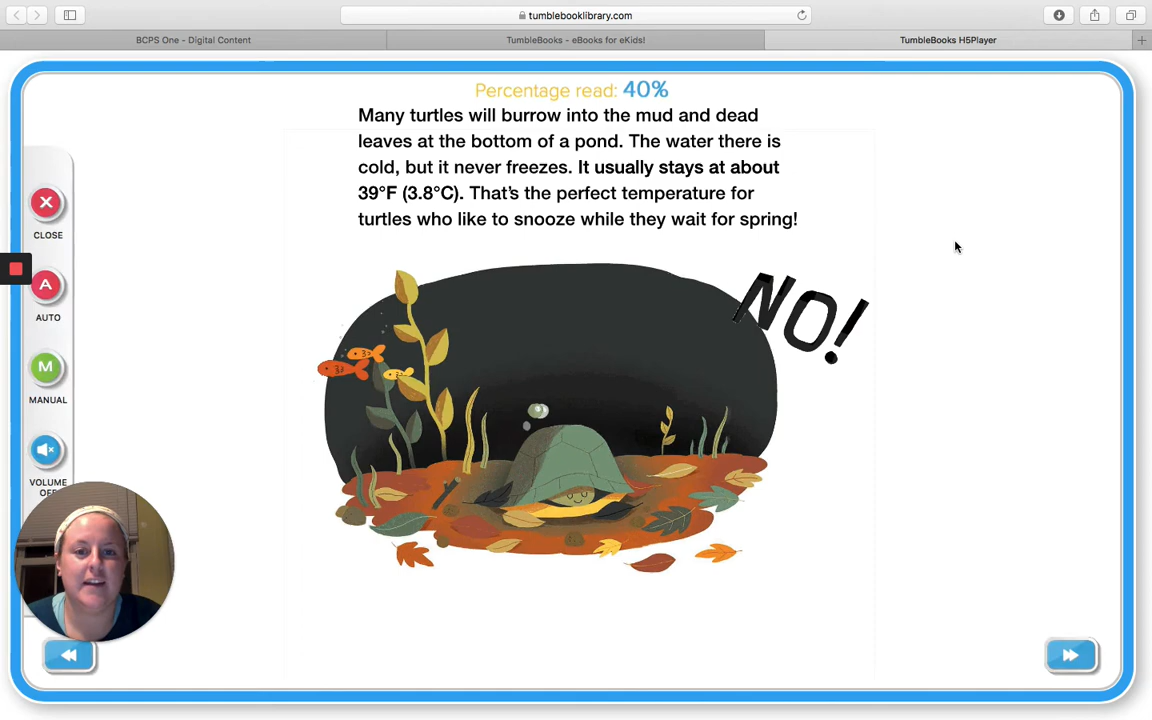 tumblebooklibrary.com
BCPS One - Digital Content
TumbleBooks - eBooks for eKids!
TumbleBooks H5Player
Percentage read: 40%
Many turtles will burrow into the mud and dead
leaves at the bottom of a pond. The water there is
cold, but it never freezes. It usually stays at about
39°F (3.8°C). That's the perfect temperature for
turtles who like to snooze while they wait for spring!
NO!
CLOSE
A
AUTO
M
MANUAL
VOLUME